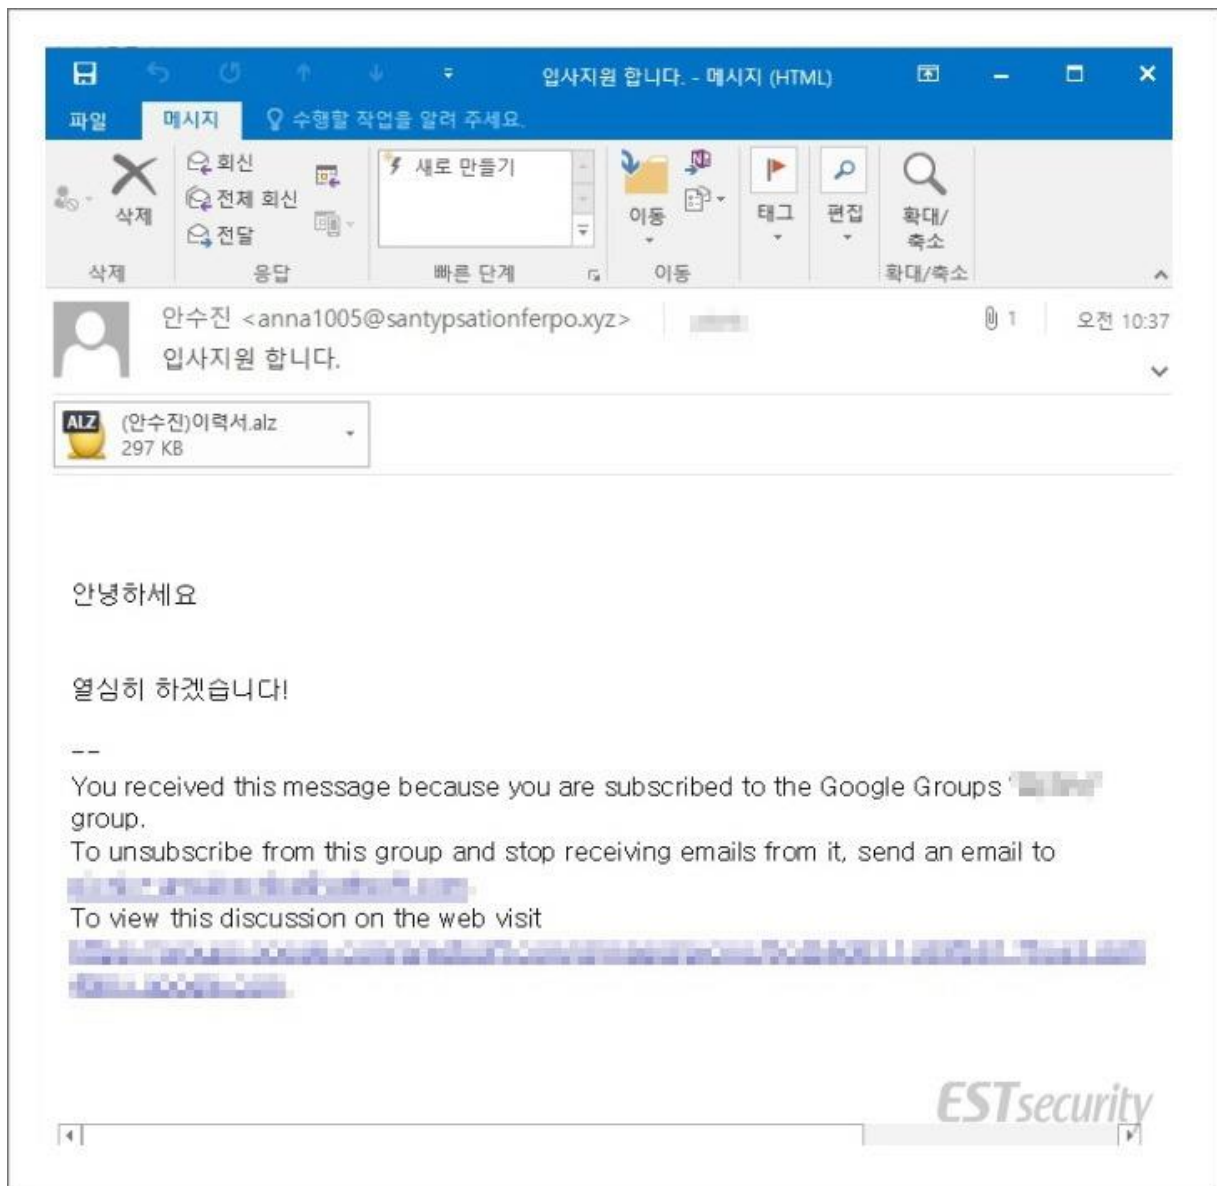 입사지원 합니다. - 메시지 (HTML)
파일 메시지 수행할 작업을 알려 주세요.
삭제
회신
전체 회신
전달
새로 만들기
이동
태그
편집
확대/
축소
삭제 응답 빠른 단계 이동 확대/축소
안수진 <anna1005@santypsationferpo.xyz> 1 오전 10:37
입사지원 합니다.
ALZ (안수진)이력서.alz
297 KB
안녕하세요
열심히 하겠습니다!
--
You received this message because you are subscribed to the Google Groups "
group.
To unsubscribe from this group and stop receiving emails from it, send an email to
To view this discussion on the web visit
ESTsecurity